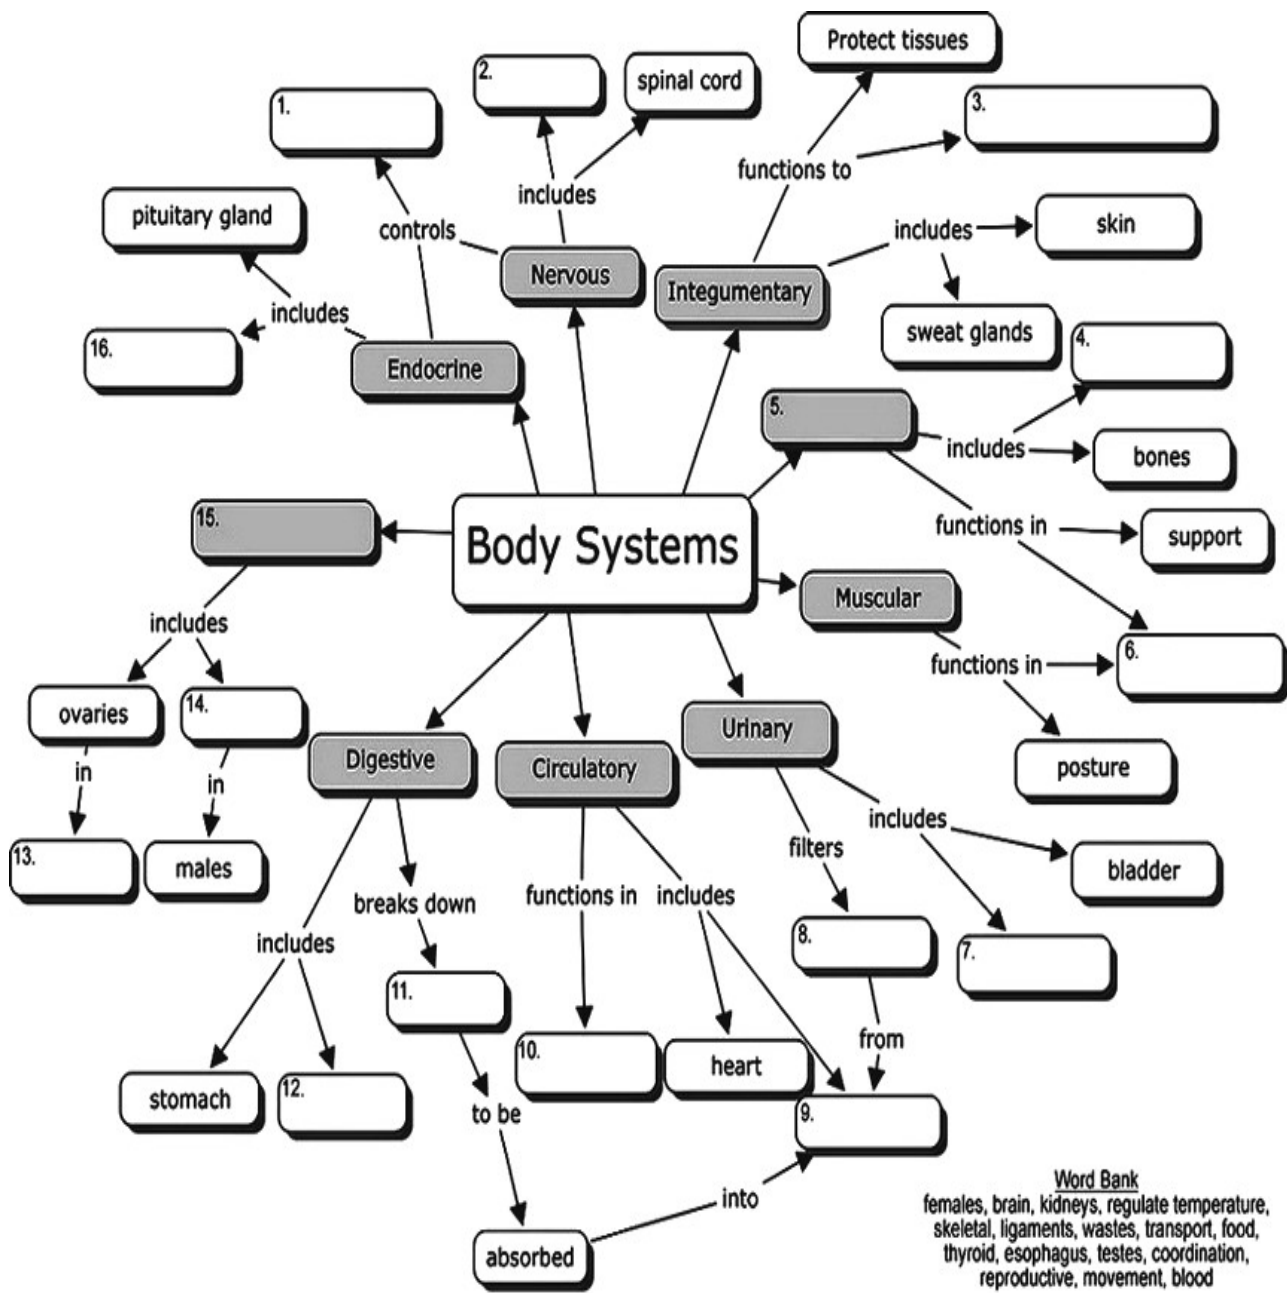 Protect tissues
2.
spinal cord
1.
3.
functions to
includes
pituitary gland
controls
includes
skin
Nervous
Integumentary
includes
16.
sweat glands
4.
Endocrine
5.
includes
bones
15.
functions in
support
Body Systems
Muscular
includes
functions in
6.
ovaries
14.
Urinary
Digestive
Circulatory
posture
in
in
includes
filters
13.
males
bladder
breaks down
functions in
includes
8.
includes
7.
11.
from
10.
heart
stomach
12.
to be
9.
into
absorbed
Word Bank
females, brain, kidneys, regulate temperature,
skeletal, ligaments, wastes, transport, food,
thyroid, esophagus, testes, coordination,
reproductive, movement, blood